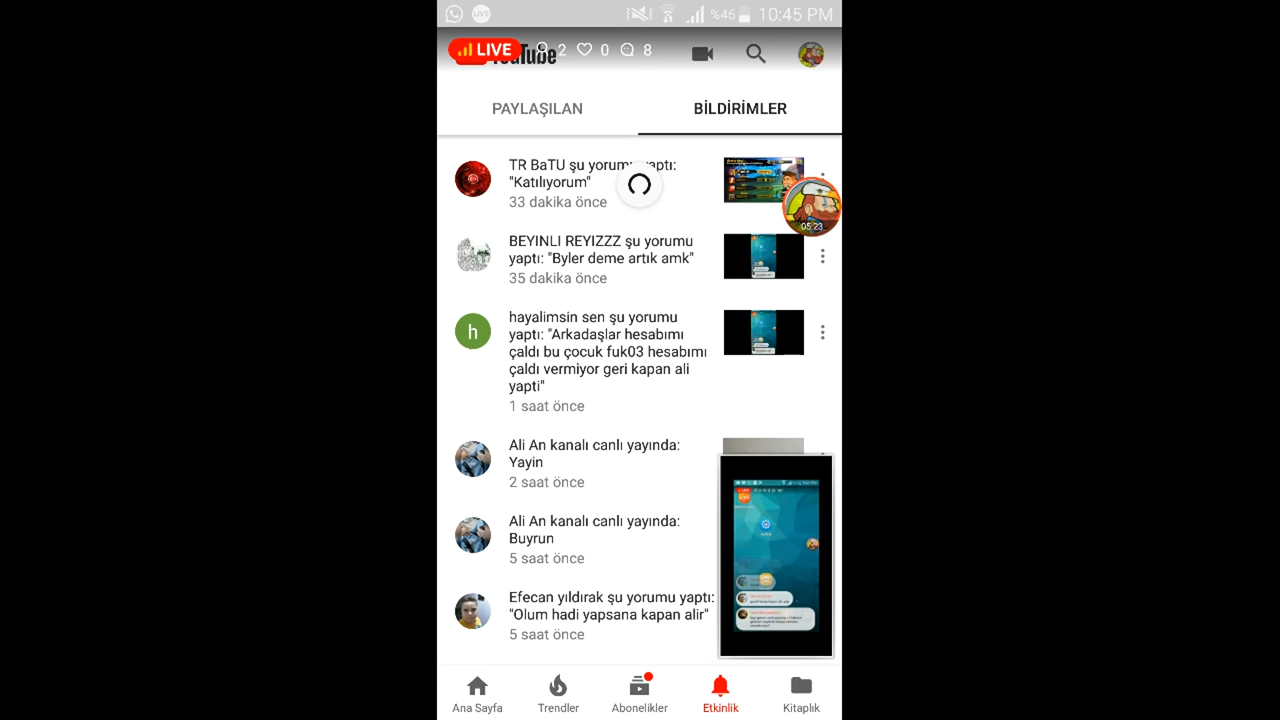 LIVE
%46
10:45 PM
LIVE
2
0
8
YouTube
PAYLAŞILAN
BİLDİRİMLER
TR BaTU şu yorumu yaptı:
"Katılıyorum"
33 dakika önce
05:23
BEYINLI REYIZZZ şu yorumu
yaptı: "Byler deme artık amk"
35 dakika önce
h
hayalimsin sen şu yorumu
yaptı: "Arkadaşlar hesabımı
çaldı bu çocuk fuk03 hesabımı
çaldı vermiyor geri kapan ali
yapti"
1 saat önce
Ali An kanalı canlı yayında:
Yayin
2 saat önce
Ali An kanalı canlı yayında:
Buyrun
5 saat önce
Efecan yıldırak şu yorumu yaptı:
"Olum hadi yapsana kapan alir"
5 saat önce
Ana Sayfa
Trendler
Abonelikler
Etkinlik
Kitaplık